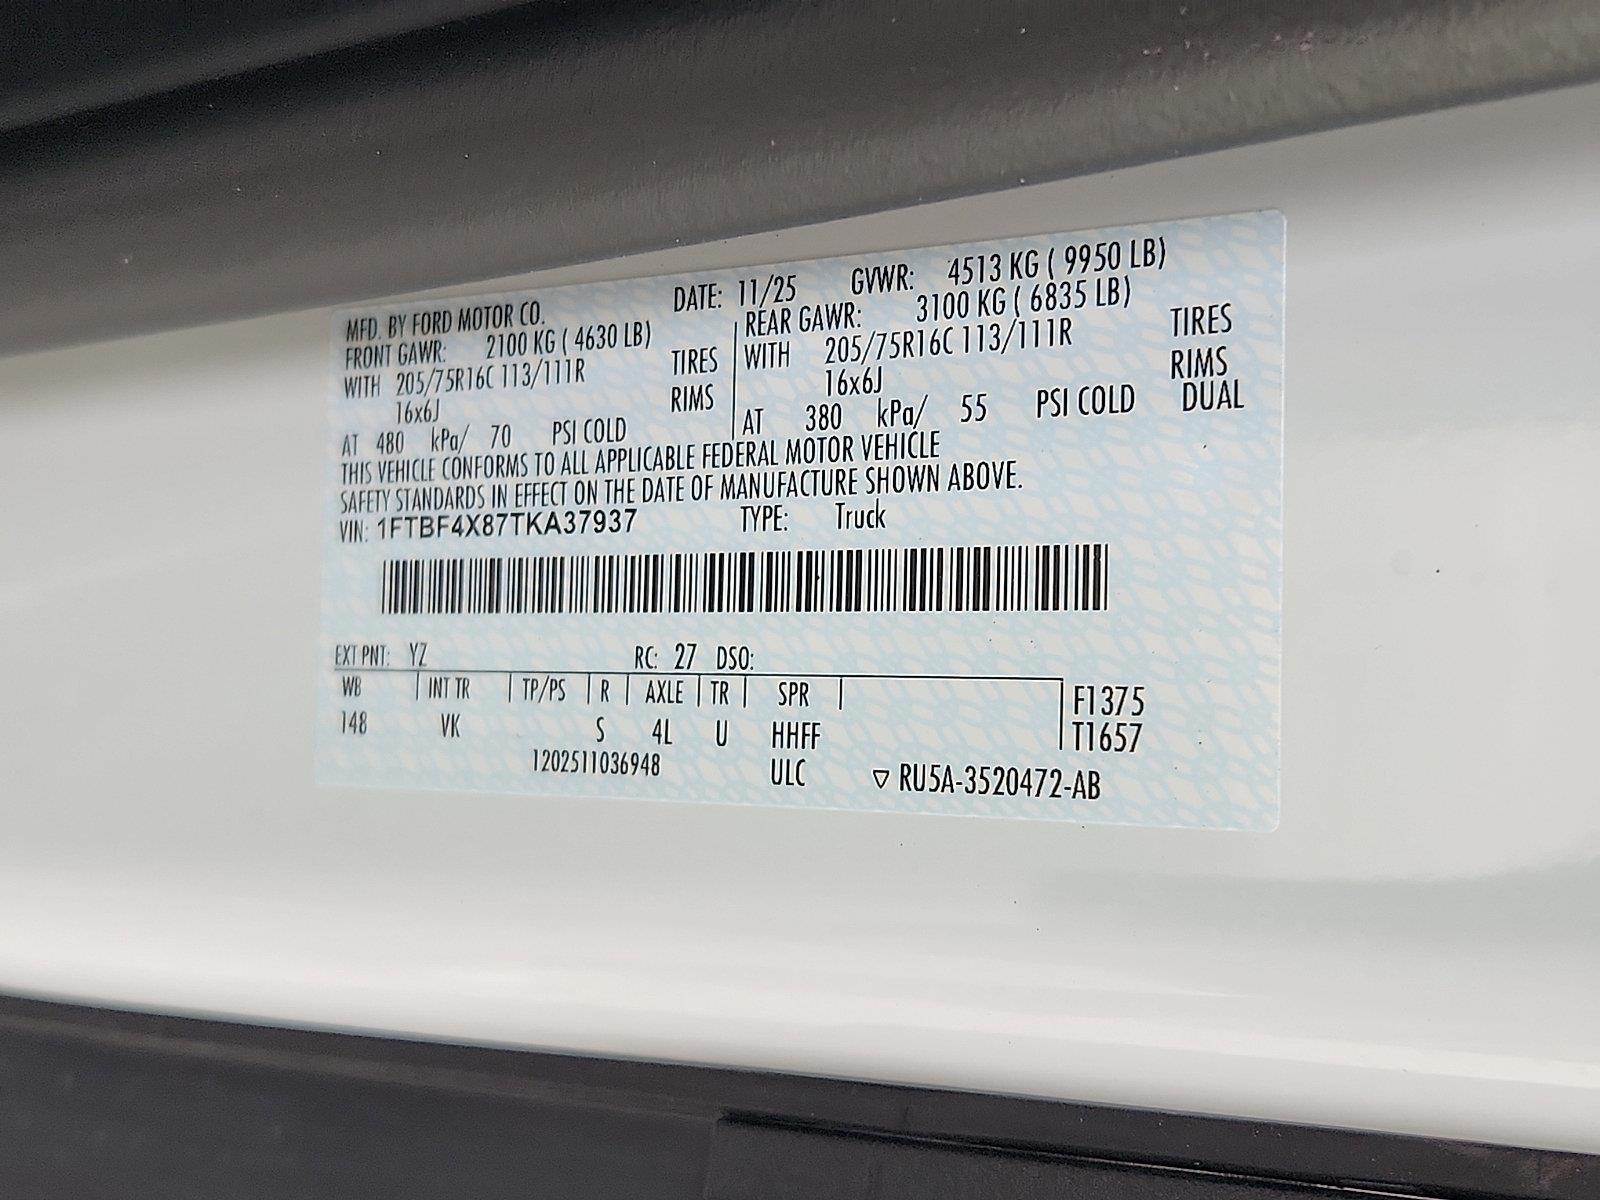 MFD. BY FORD MOTOR CO. DATE: 11/25 GVWR: 4513 KG ( 9950 LB)
FRONT GAWR: 2100 KG ( 4630 LB) REAR GAWR: 3100 KG ( 6835 LB)
WITH 205/75R16C 113/111R TIRES WITH 205/75R16C 113/111R TIRES
16x6J RIMS 16x6J RIMS
AT 480 kPa/ 70 PSI COLD AT 380 kPa/ 55 PSI COLD DUAL
THIS VEHICLE CONFORMS TO ALL APPLICABLE FEDERAL MOTOR VEHICLE
SAFETY STANDARDS IN EFFECT ON THE DATE OF MANUFACTURE SHOWN ABOVE.
VIN: 1FTBF4X87TKA37937 TYPE: Truck
EXT PNT: YZ RC: 27 DSO:
WB INT TR TP/PS R AXLE TR SPR F1375
148 VK S 4L U HHFF T1657
1202511036948 ULC ▽ RU5A-3520472-AB